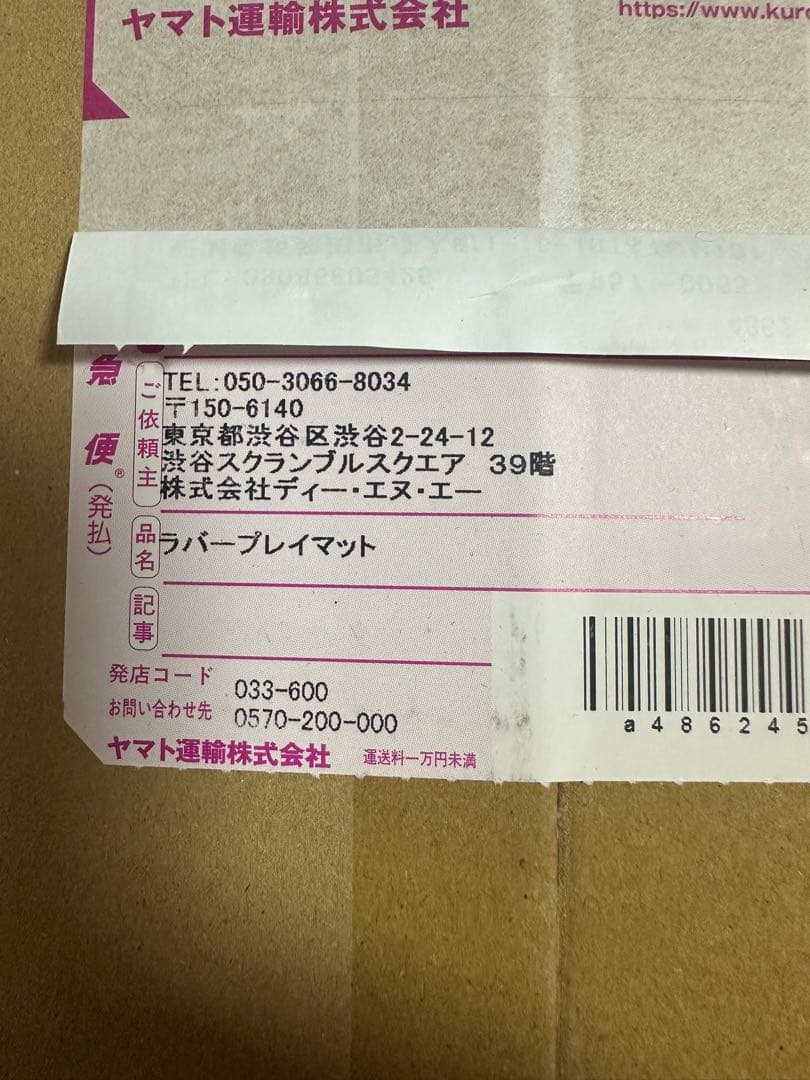 ヤマト運輸株式会社
https://www.kuro
急便®(発払)
ご依頼主
TEL:050-3066-8034
〒150-6140
東京都渋谷区渋谷2-24-12
渋谷スクランブルスクエア 39階
株式会社ディー・エヌ・エー
品名
ラバープレイマット
記事
発店コード 033-600
お問い合わせ先 0570-200-000
ヤマト運輸株式会社 運送料一万円未満
a486245